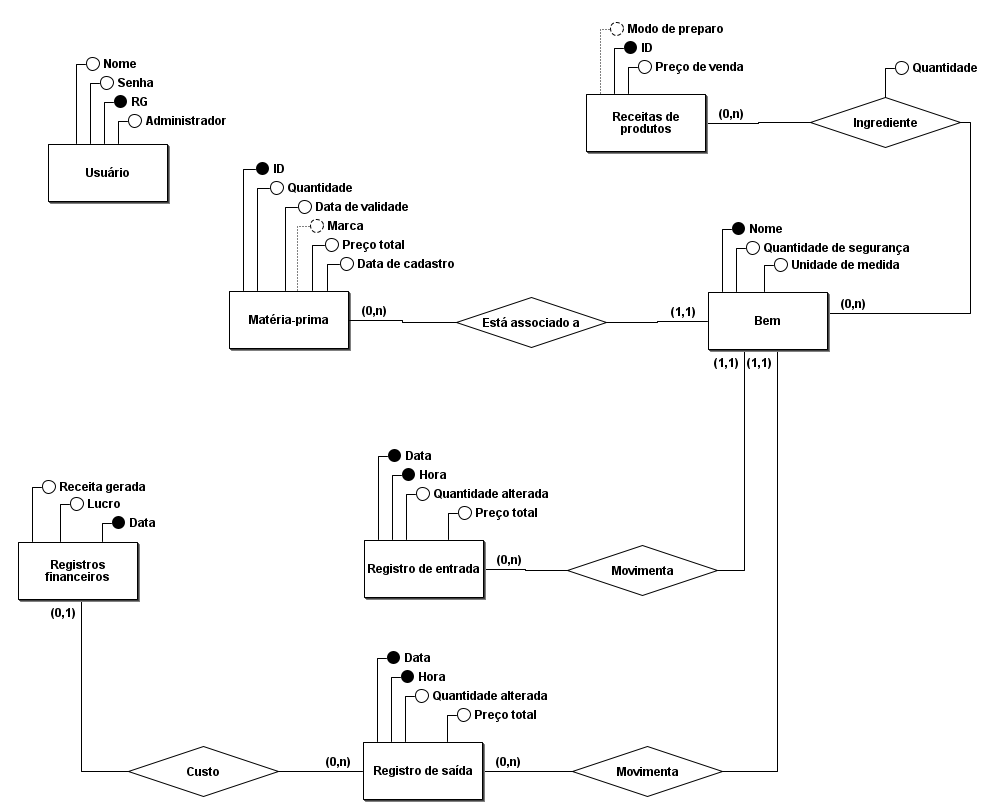 Modo de preparo
ID
Preço de venda
Receitas de
produtos
(0,n)
Quantidade
Ingrediente
Nome
Senha
RG
Administrador
Usuário
ID
Quantidade
Data de validade
Marca
Preço total
Data de cadastro
Matéria-prima
(0,n)
Está associado a
(1,1)
Nome
Quantidade de segurança
Unidade de medida
Bem
(0,n)
(1,1)
(1,1)
Data
Hora
Quantidade alterada
Preço total
Registro de entrada
(0,n)
Movimenta
Receita gerada
Lucro
Data
Registros
financeiros
(0,1)
Custo
(0,n)
Data
Hora
Quantidade alterada
Preço total
Registro de saída
(0,n)
Movimenta